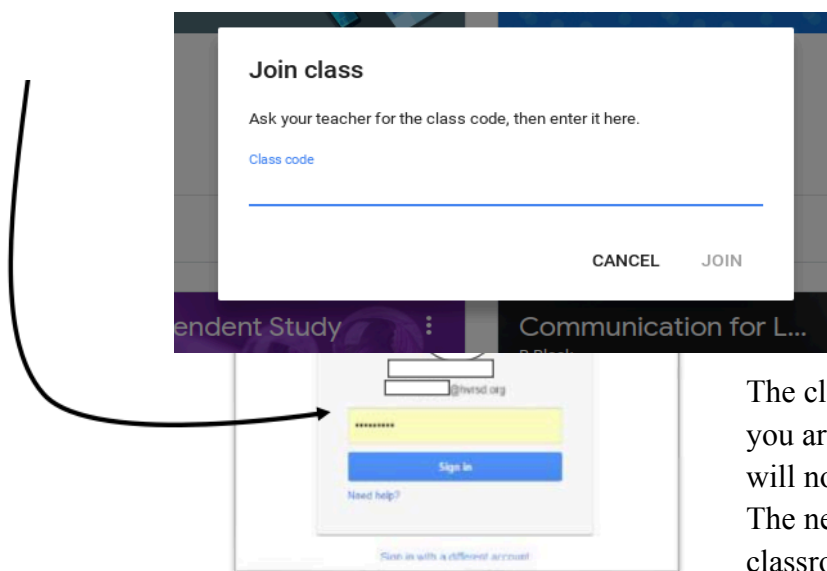 Join class
Ask your teacher for the class code, then enter it here.
Class code
CANCEL JOIN
endent Study
Communication for L...
@hvrsd.org
•••••••••
Sign in
Need help?
Sign in with a different account
The cl
you ar
will no
The ne
classro